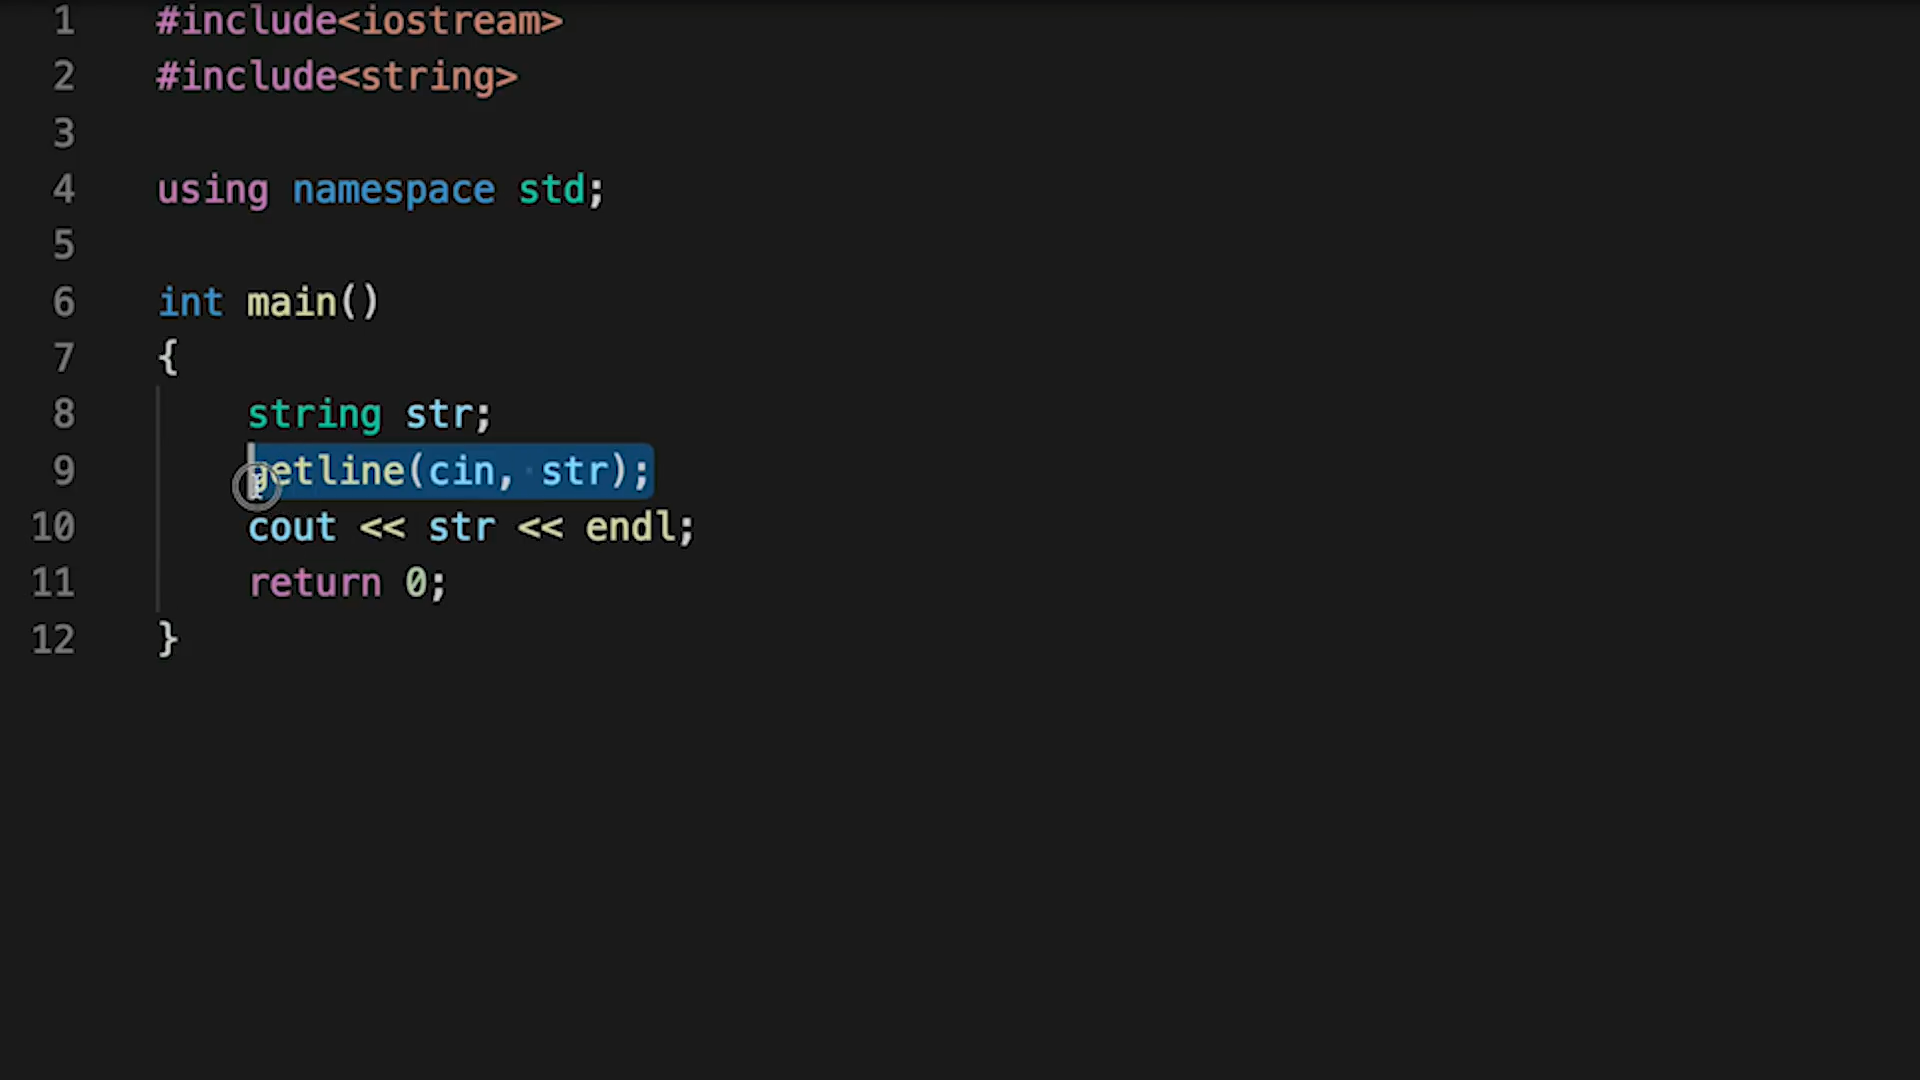 1 #include<iostream>
2 #include<string>
3
4 using namespace std;
5
6 int main()
7 {
8 string str;
9 getline(cin, str);
10 cout << str << endl;
11 return 0;
12 }